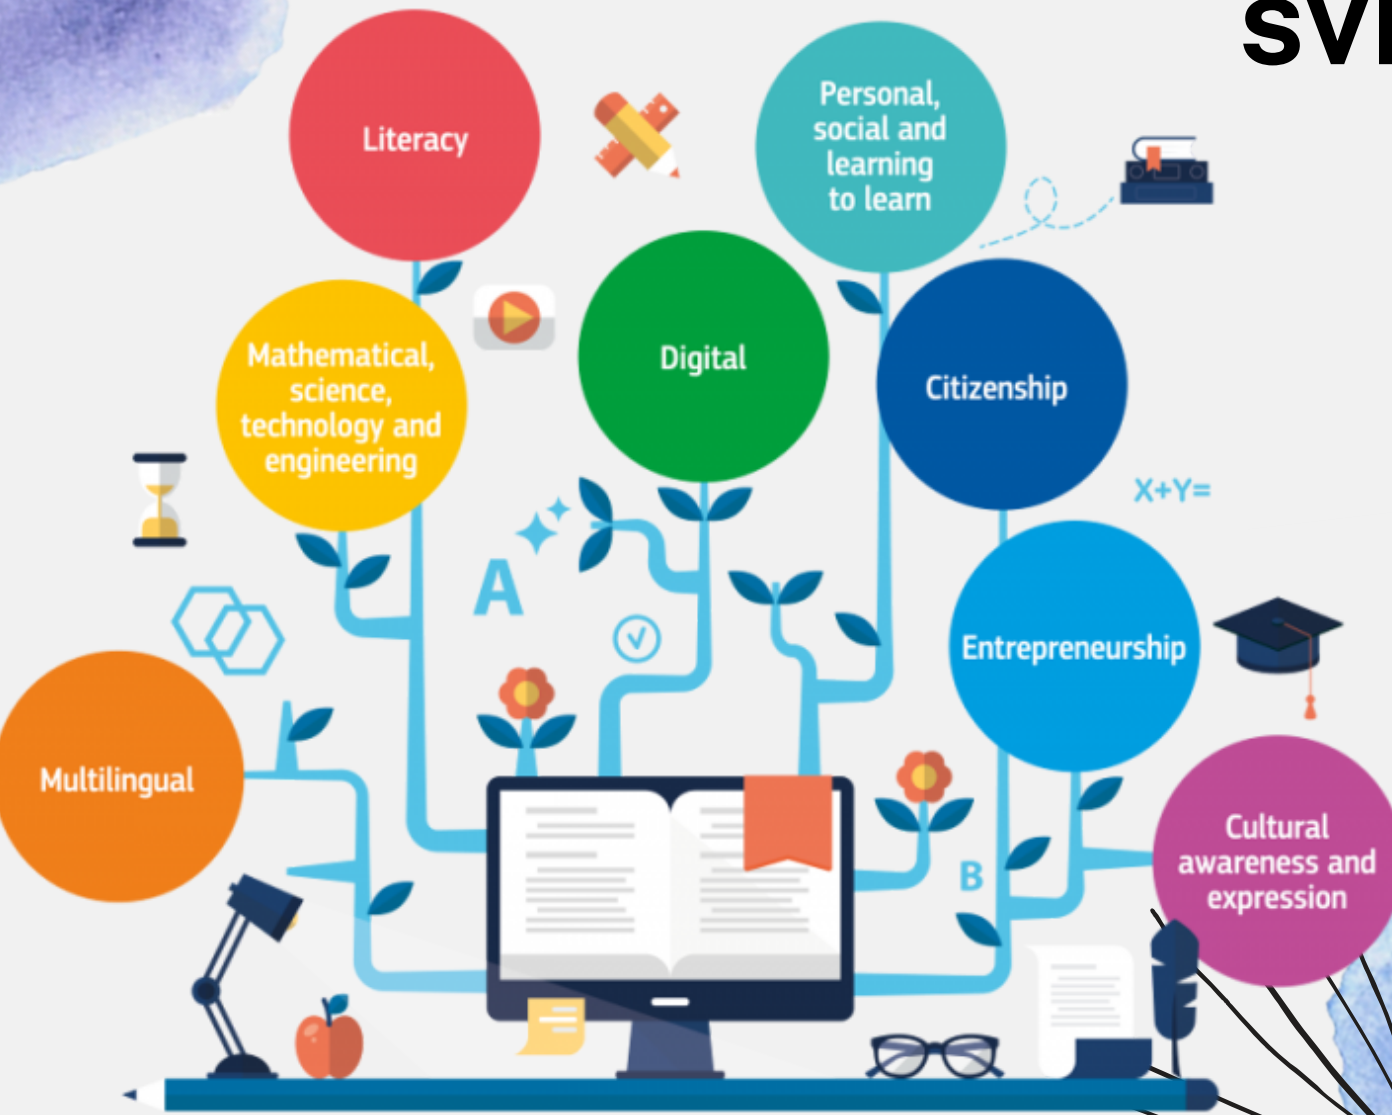 Literacy
Personal,
social and
learning
to learn
Mathematical,
science,
technology and
engineering
Digital
Citizenship
X+Y=
A
Entrepreneurship
Multilingual
B
Cultural
awareness and
expression